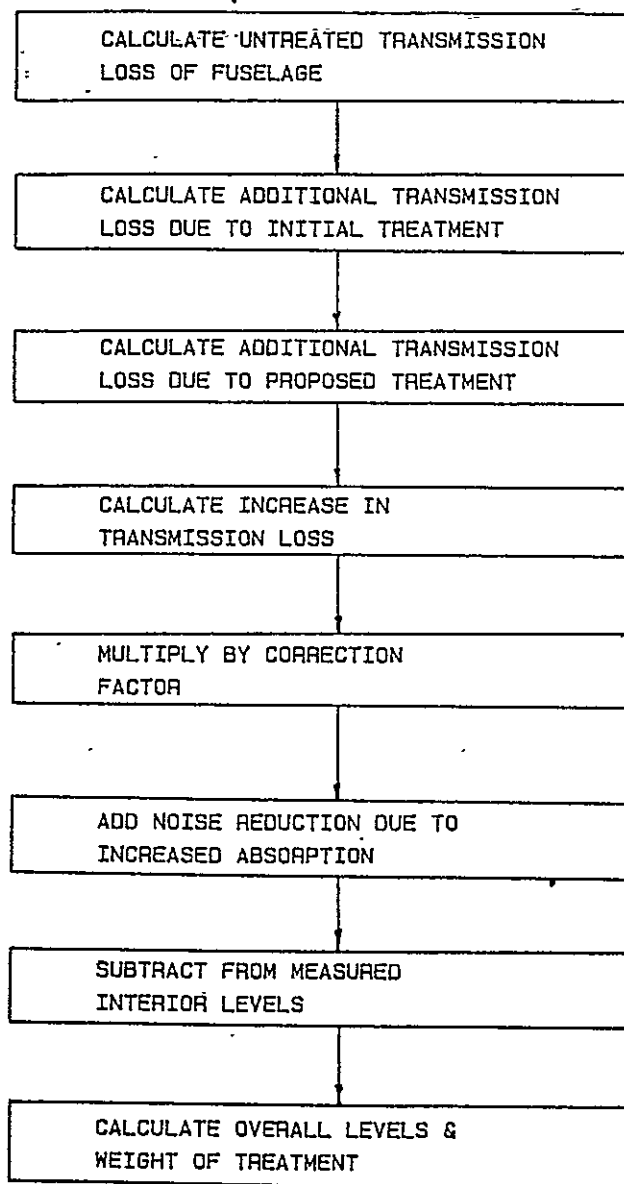 CALCULATE UNTREATED TRANSMISSION
LOSS OF FUSELAGE
CALCULATE ADDITIONAL TRANSMISSION
LOSS DUE TO INITIAL TREATMENT
CALCULATE ADDITIONAL TRANSMISSION
LOSS DUE TO PROPOSED TREATMENT
CALCULATE INCREASE IN
TRANSMISSION LOSS
MULTIPLY BY CORRECTION
FACTOR
ADD NOISE REDUCTION DUE TO
INCREASED ABSORPTION
SUBTRACT FROM MEASURED
INTERIOR LEVELS
CALCULATE OVERALL LEVELS &
WEIGHT OF TREATMENT